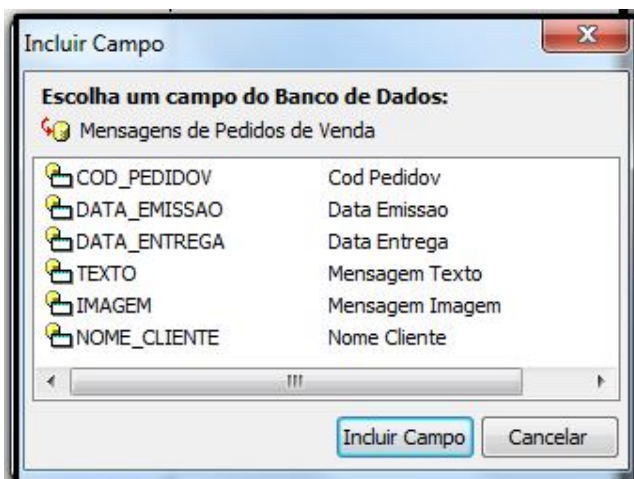 Incluir Campo
Escolha um campo do Banco de Dados:
Mensagens de Pedidos de Venda
COD_PEDIDOV Cod Pedidov
DATA_EMISSAO Data Emissao
DATA_ENTREGA Data Entrega
TEXTO Mensagem Texto
IMAGEM Mensagem Imagem
NOME_CLIENTE Nome Cliente
Incluir Campo Cancelar